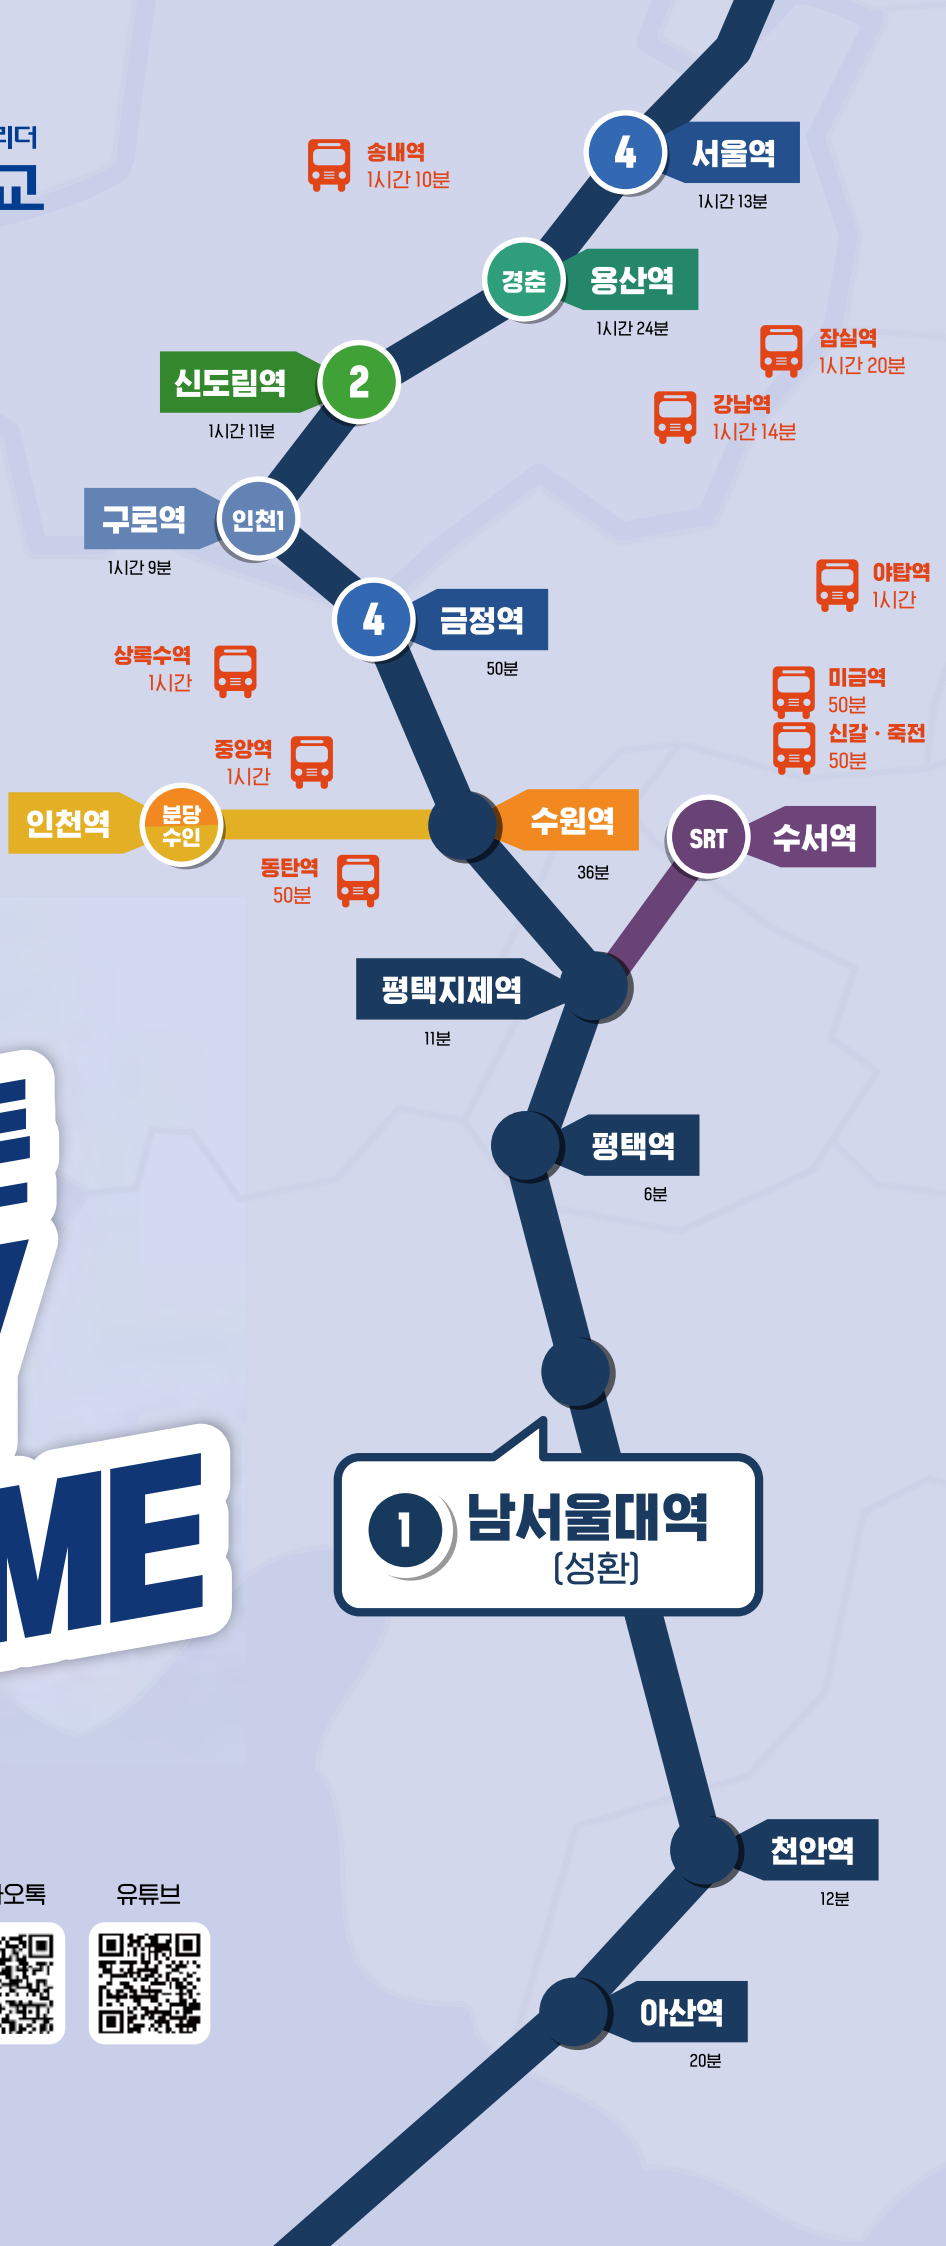 리더
교
송내역
1시간 10분
4
서울역
1시간 13분
경춘
용산역
1시간 24분
잠실역
1시간 20분
신도림역
2
1시간 11분
강남역
1시간 14분
구로역
인천1
1시간 9분
야탑역
1시간
4
금정역
50분
상록수역
1시간
미금역
50분
신갈 · 죽전
50분
중앙역
1시간
인천역
분당
수인
수원역
36분
SRT
수서역
동탄역
50분
평택지제역
11분
평택역
6분
ME
1
남서울대역
(성환)
천안역
12분
오톡
유튜브
아산역
20분